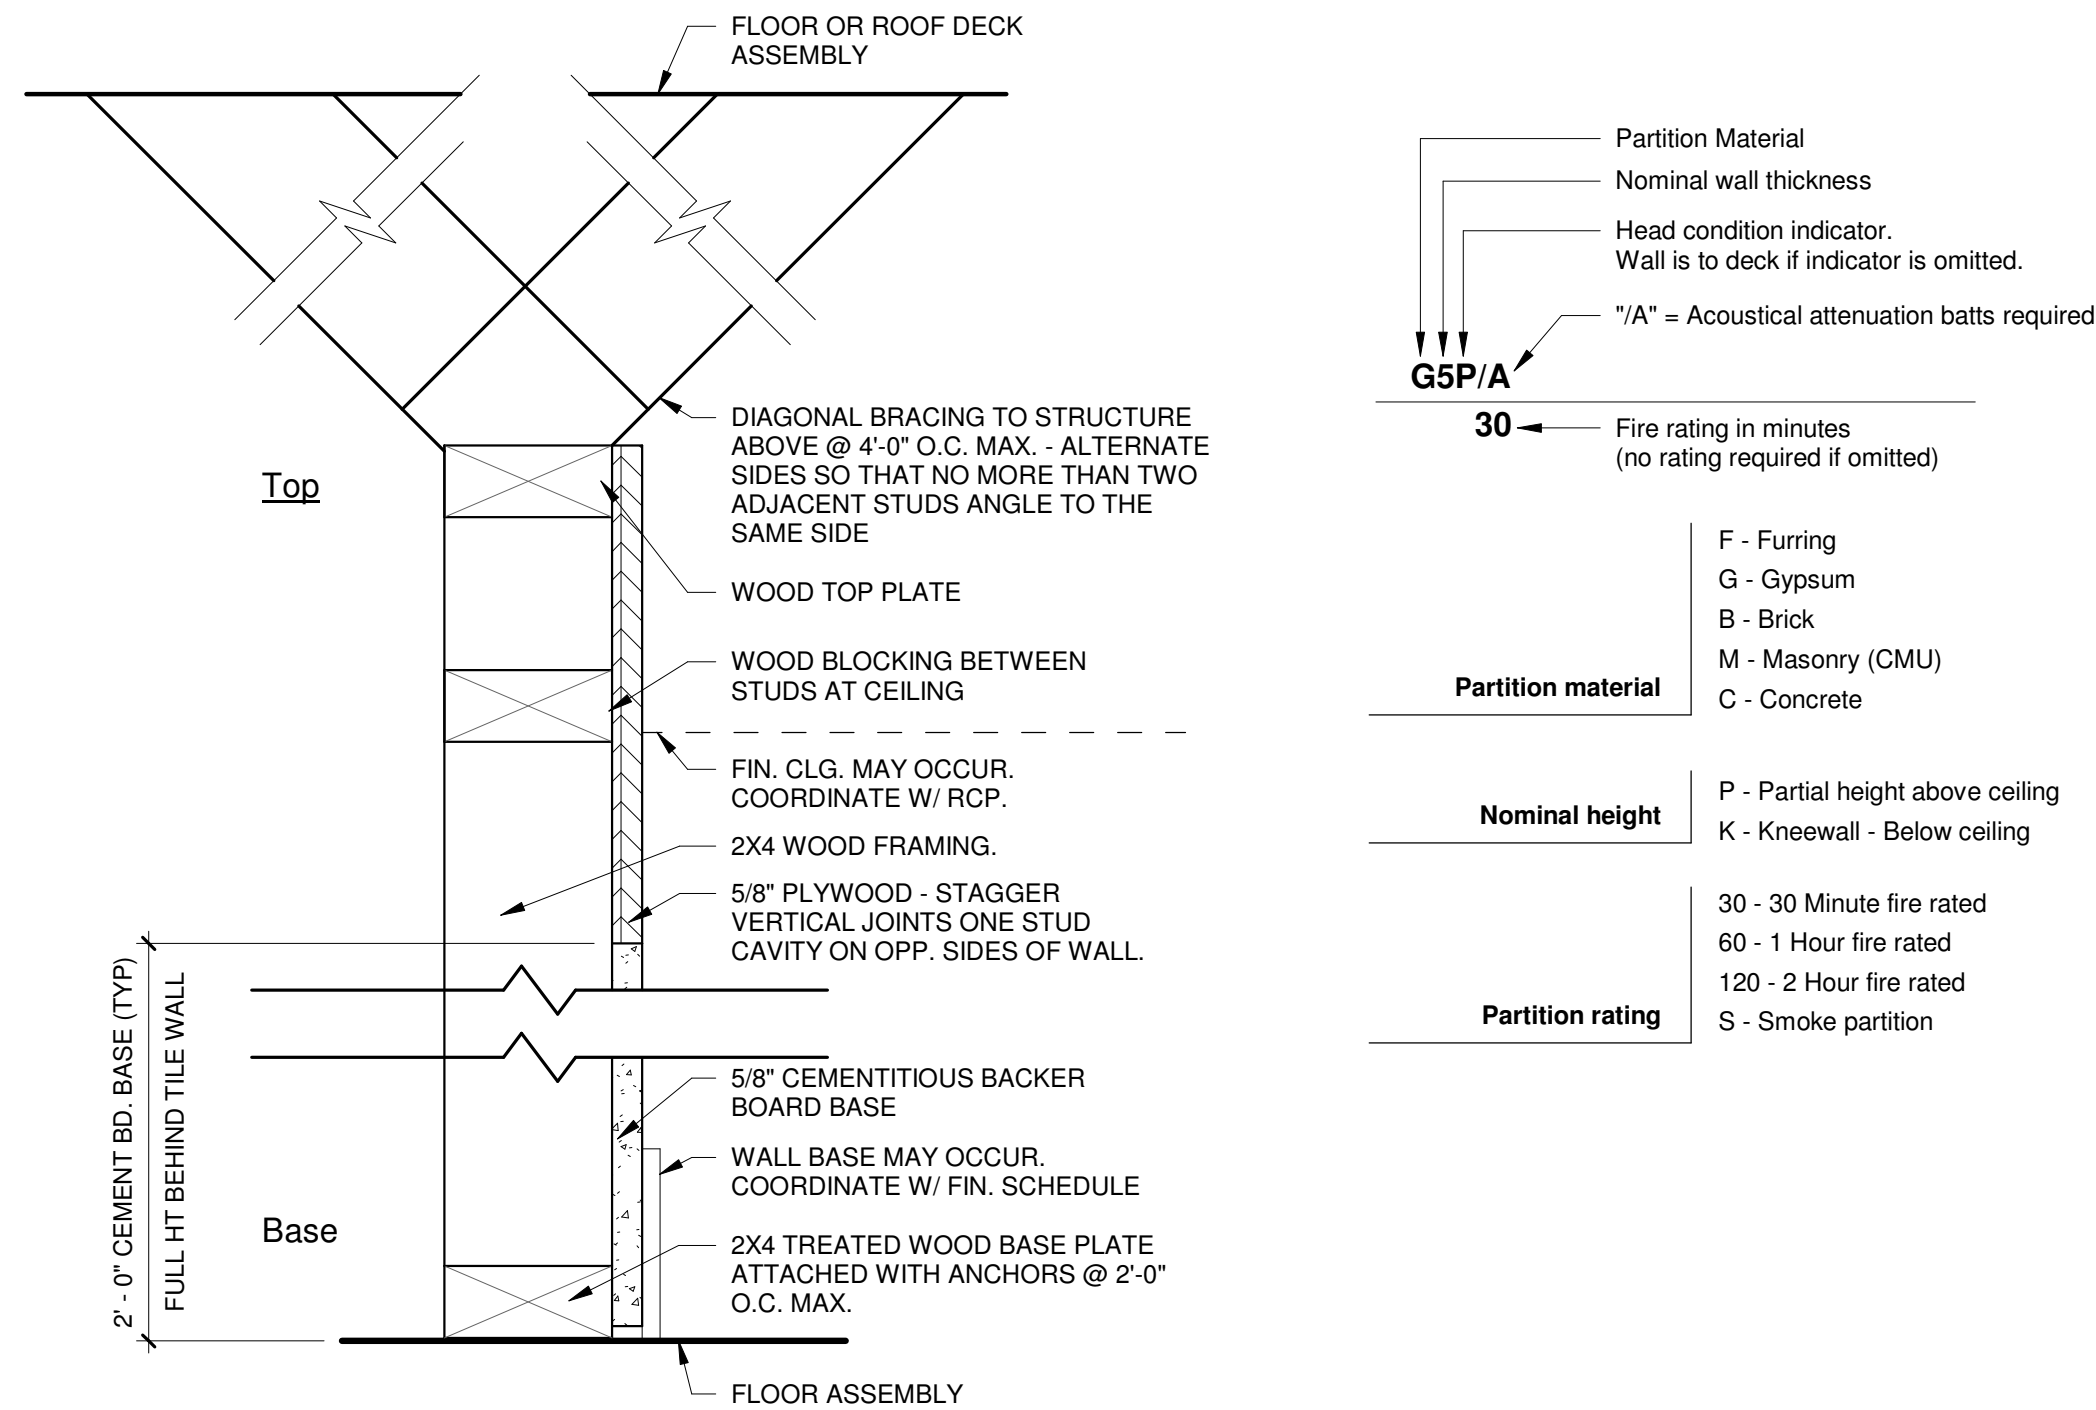 FLOOR OR ROOF DECK
ASSEMBLY
DIAGONAL BRACING TO STRUCTURE
ABOVE @ 4'-0" O.C. MAX. - ALTERNATE
SIDES SO THAT NO MORE THAN TWO
ADJACENT STUDS ANGLE TO THE
SAME SIDE
Top
WOOD TOP PLATE
WOOD BLOCKING BETWEEN
STUDS AT CEILING
FIN. CLG. MAY OCCUR.
COORDINATE W/ RCP.
2X4 WOOD FRAMING.
5/8" PLYWOOD - STAGGER
VERTICAL JOINTS ONE STUD
CAVITY ON OPP. SIDES OF WALL.
2' - 0" CEMENT BD. BASE (TYP)
FULL HT BEHIND TILE WALL
5/8" CEMENTITIOUS BACKER
BOARD BASE
WALL BASE MAY OCCUR.
COORDINATE W/ FIN. SCHEDULE
Base
2X4 TREATED WOOD BASE PLATE
ATTACHED WITH ANCHORS @ 2'-0"
O.C. MAX.
FLOOR ASSEMBLY
Partition Material
Nominal wall thickness
Head condition indicator.
Wall is to deck if indicator is omitted.
"/A" = Acoustical attenuation batts required
G5P/A
30
Fire rating in minutes
(no rating required if omitted)
Partition material
F - Furring
G - Gypsum
B - Brick
M - Masonry (CMU)
C - Concrete
Nominal height
P - Partial height above ceiling
K - Kneewall - Below ceiling
Partition rating
30 - 30 Minute fire rated
60 - 1 Hour fire rated
120 - 2 Hour fire rated
S - Smoke partition